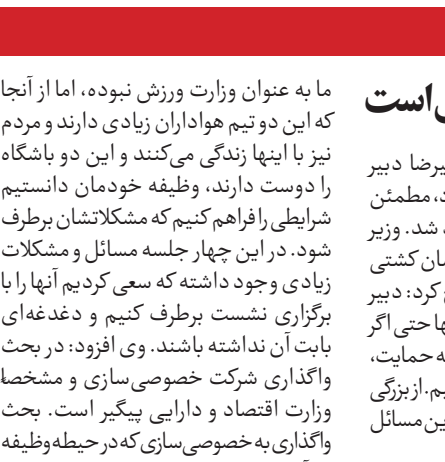 ی‌است
یرضا دبیر
د، مطمئن
د شد. وزیر
سان کشتی
کرد: دبیر
ها حتی اگر
ه حمایت،
یم. از بزرگی
ین مسائل
ما به عنوان وزارت ورزش نبوده، اما از آنجا
که این دو تیم هواداران زیادی دارند و مردم
نیز با اینها زندگی می‌کنند و این دو باشگاه
را دوست دارند، وظیفه خودمان دانستیم
شرایطی را فراهم کنیم که مشکلاتشان برطرف
شود. در این چهار جلسه مسائل و مشکلات
زیادی وجود داشته که سعی کردیم آنها را با
برگزاری نشست برطرف کنیم و دغدغه‌ای
بابت آن نداشته باشند. وی افزود: در بحث
واگذاری شرکت خصوصی‌سازی و مشخصا
وزارت اقتصاد و دارایی پیگیر است. بحث
واگذاری به خصوصی‌سازی که در حیطه وظیفه